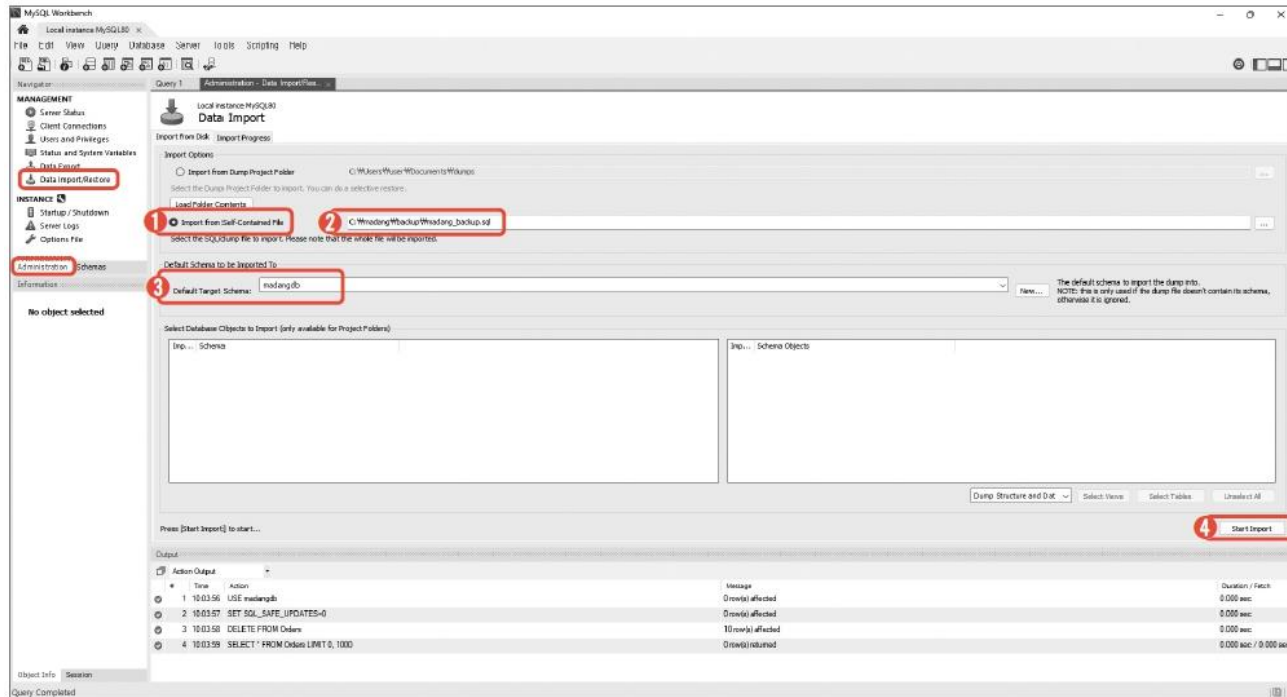 MySQL Workbench
Local instance MySQL80 ×
File Edit View Query Database Server Tools Scripting Help
Navigator
Query 1 Administration - Data Import/Res... ×
MANAGEMENT
Server Status
Client Connections
Users and Privileges
Status and System Variables
Data Export
Data Import/Restore
INSTANCE
Startup / Shutdown
Server Logs
Options File
Administration Schemas
Information
No object selected
Local instance MySQL80
Data Import
Import from Disk Import Progress
Import Options
Import from Dump Project Folder C:₩Users₩user₩Documents₩dumps ...
Select the Dump Project Folder to import. You can do a selective restore.
Load Folder Contents
1 Import from Self-Contained File 2 C:₩madang₩backup₩madang_backup.sql ...
Select the SQL/dump file to import. Please note that the whole file will be imported.
Default Schema to be Imported To
3 Default Target Schema: madangdb New... The default schema to import the dump into.
NOTE: this is only used if the dump file doesn't contain its schema,
otherwise it is ignored.
Select Database Objects to Import (only available for Project Folders)
Imp... Schema Imp... Schema Objects
Dump Structure and Dat Select Views Select Tables Unselect All
Press [Start Import] to start... 4 Start Import
Output
Action Output
# Time Action Message Duration / Fetch
1 10:03:56 USE madangdb 0 row(s) affected 0.000 sec
2 10:03:57 SET SQL_SAFE_UPDATES=0 0 row(s) affected 0.000 sec
3 10:03:58 DELETE FROM Orders 10 row(s) affected 0.000 sec
4 10:03:59 SELECT * FROM Orders LIMIT 0, 1000 0 row(s) returned 0.000 sec / 0.000 se
Object Info Session
Query Completed